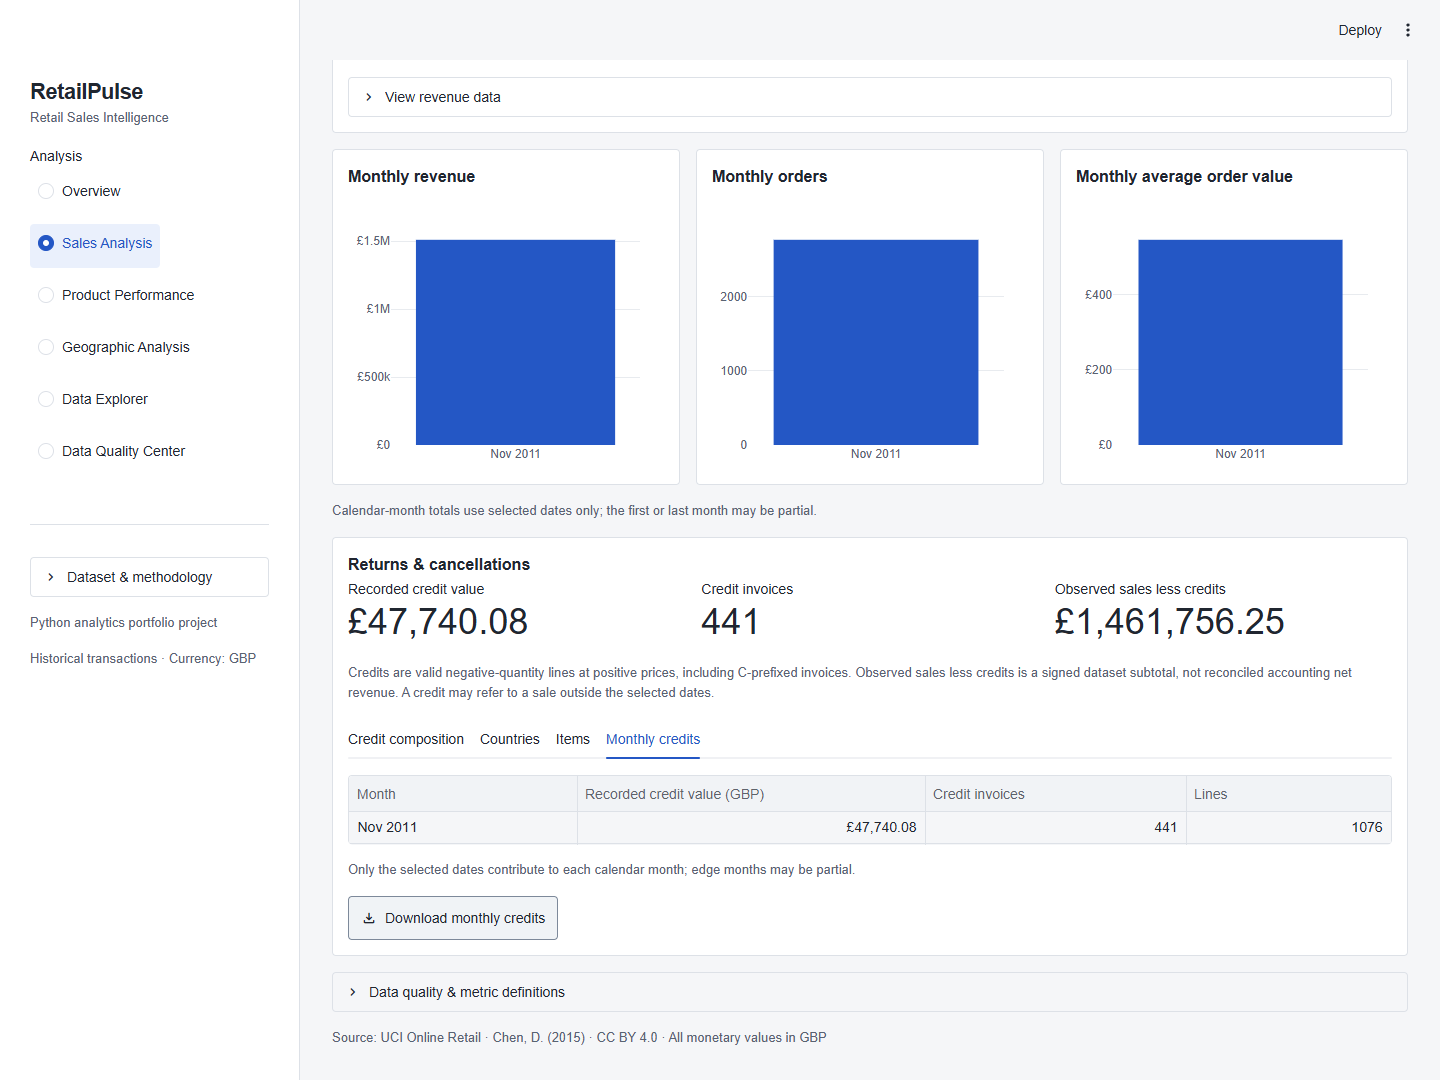 Deploy
RetailPulse
Retail Sales Intelligence
Analysis
Overview
Sales Analysis
Product Performance
Geographic Analysis
Data Explorer
Data Quality Center
Dataset & methodology
Python analytics portfolio project
Historical transactions · Currency: GBP
View revenue data
Monthly revenue
£1.5M
£1M
£500k
£0
Nov 2011
Monthly orders
2000
1000
0
Nov 2011
Monthly average order value
£400
£200
£0
Nov 2011
Calendar-month totals use selected dates only; the first or last month may be partial.
Returns & cancellations
Recorded credit value
£47,740.08
Credit invoices
441
Observed sales less credits
£1,461,756.25
Credits are valid negative-quantity lines at positive prices, including C-prefixed invoices. Observed sales less credits is a signed dataset subtotal, not reconciled accounting net
revenue. A credit may refer to a sale outside the selected dates.
Credit composition Countries Items Monthly credits
Month Recorded credit value (GBP) Credit invoices Lines
Nov 2011 £47,740.08 441 1076
Only the selected dates contribute to each calendar month; edge months may be partial.
Download monthly credits
Data quality & metric definitions
Source: UCI Online Retail · Chen, D. (2015) · CC BY 4.0 · All monetary values in GBP